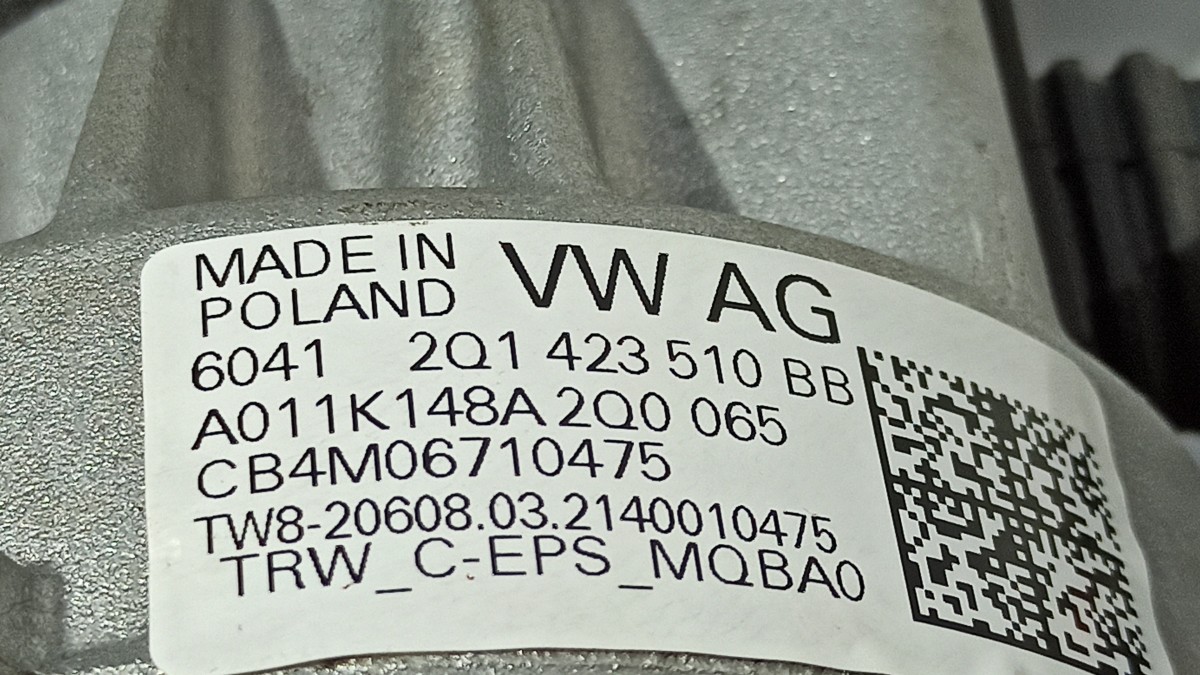 MADE IN
POLAND
VW AG
6041 2Q1 423 510 BB
A011K148A 2Q0 065
CB4M06710475
TW8-20608.03.2140010475
TRW_C-EPS_MQBA0